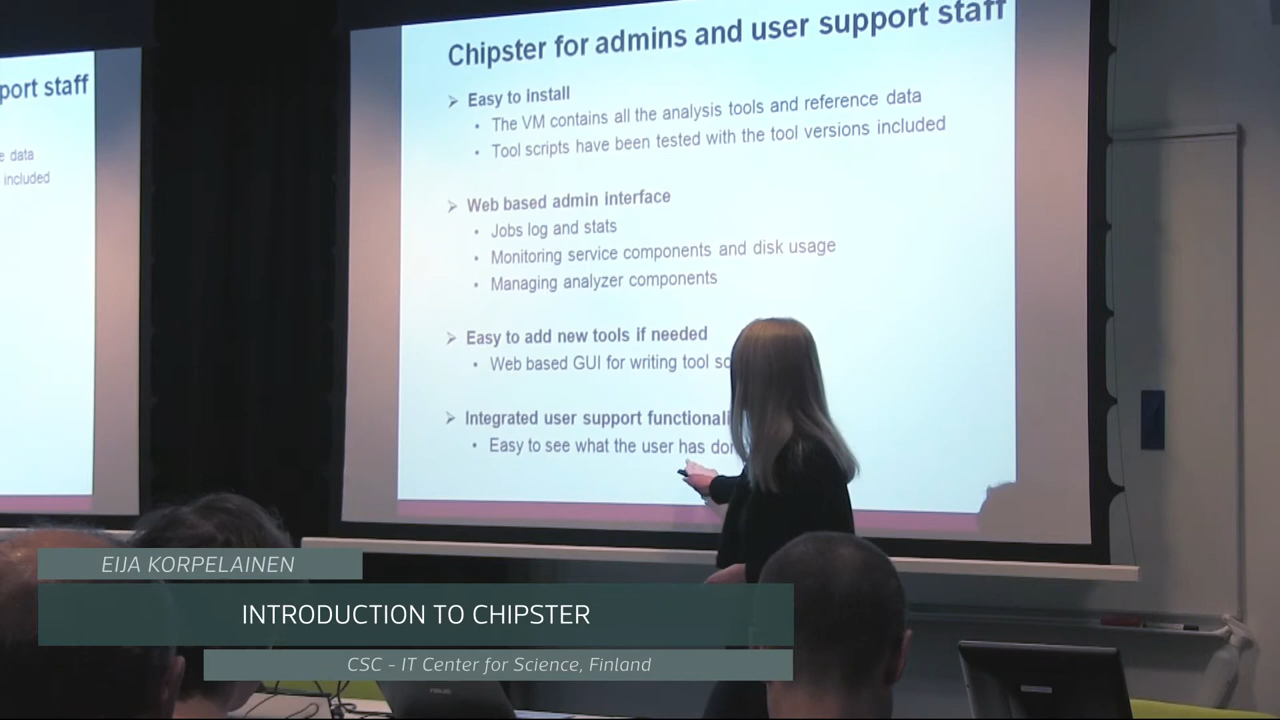 Chipster for admins and user support staff
➢ Easy to install
• The VM contains all the analysis tools and reference data
• Tool scripts have been tested with the tool versions included
➢ Web based admin interface
• Jobs log and stats
• Monitoring service components and disk usage
• Managing analyzer components
➢ Easy to add new tools if needed
• Web based GUI for writing tool
➢ Integrated user support
• Easy to see what the user has
port staff
data
included
EIJA KORPELAINEN
INTRODUCTION TO CHIPSTER
CSC - IT Center for Science, Finland
ASUS